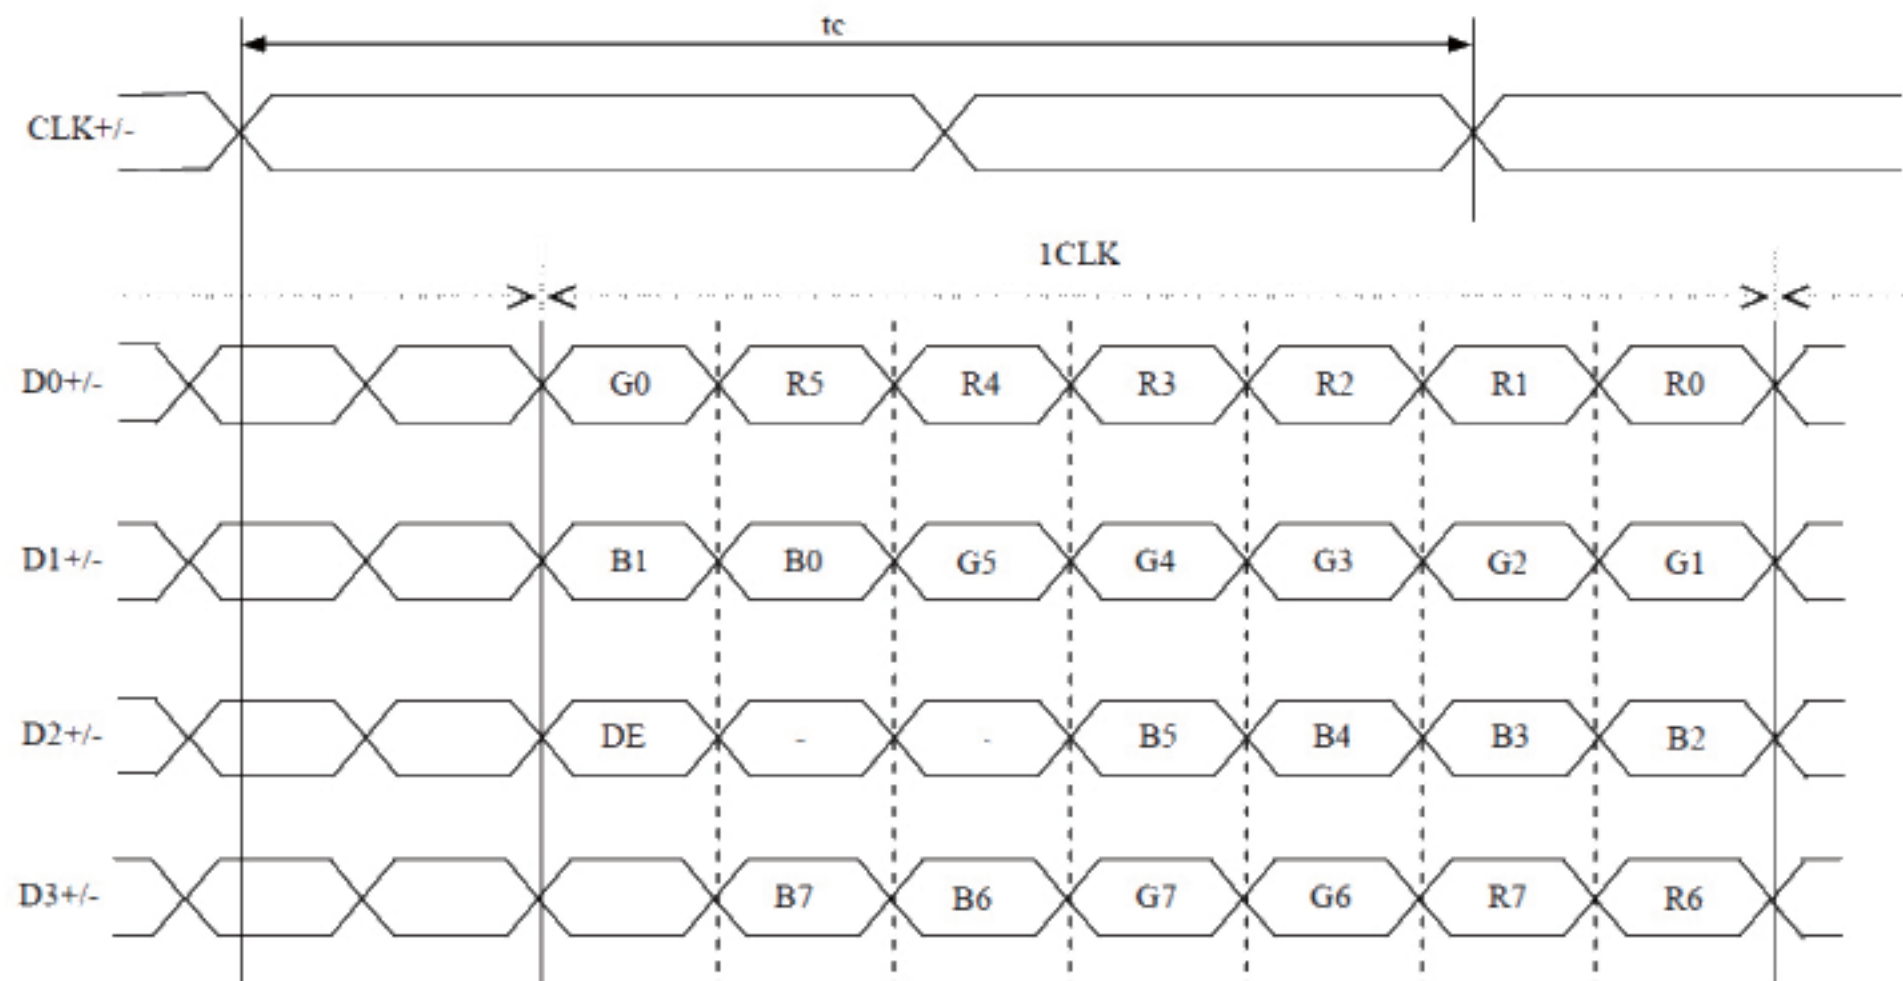 tc
CLK+/-
1CLK
D0+/- G0 R5 R4 R3 R2 R1 R0
D1+/- B1 B0 G5 G4 G3 G2 G1
D2+/- DE - - B5 B4 B3 B2
D3+/- B7 B6 G7 G6 R7 R6